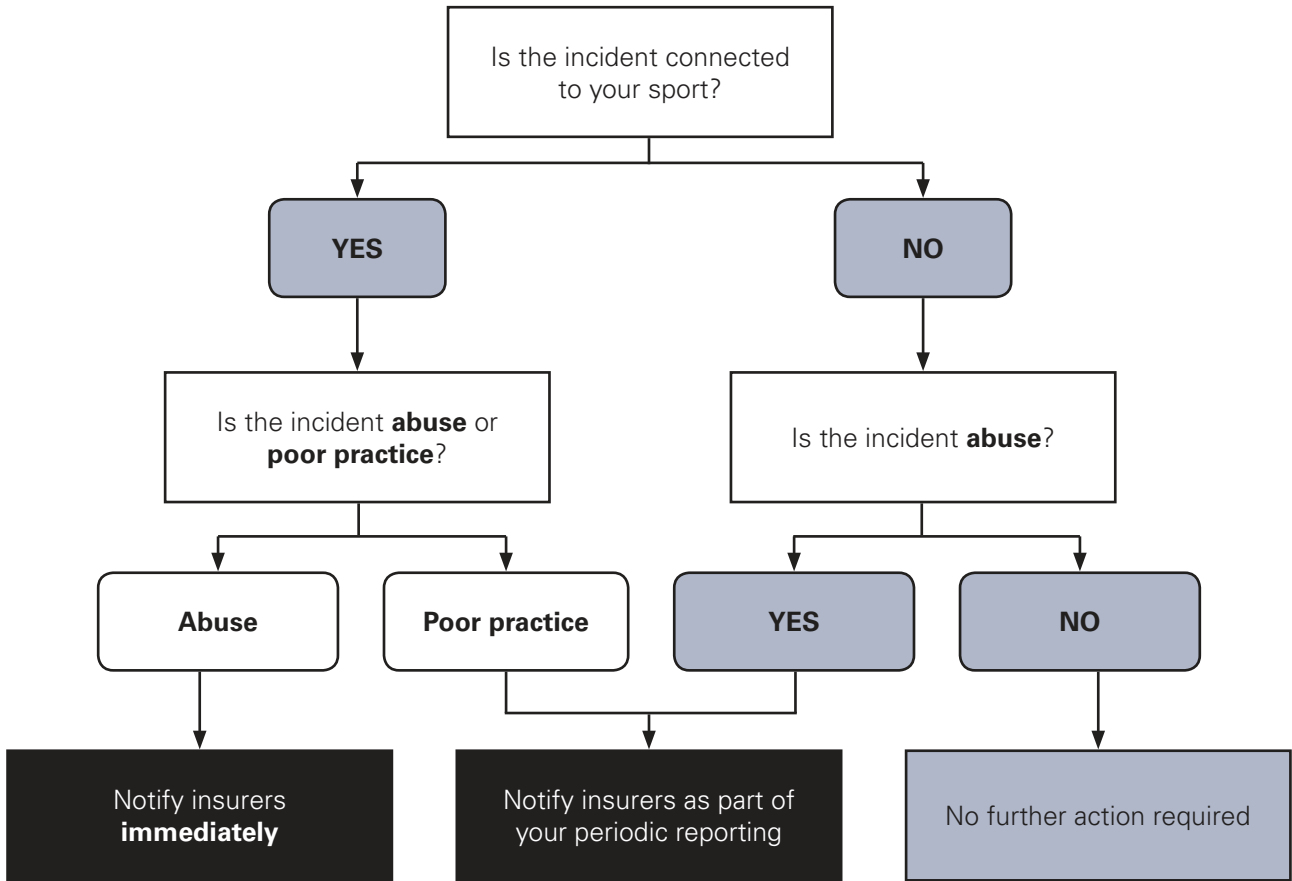 Is the incident connected
to your sport?
YES
NO
Is the incident abuse or
poor practice?
Is the incident abuse?
Abuse
Poor practice
YES
NO
Notify insurers
immediately
Notify insurers as part of
your periodic reporting
No further action required